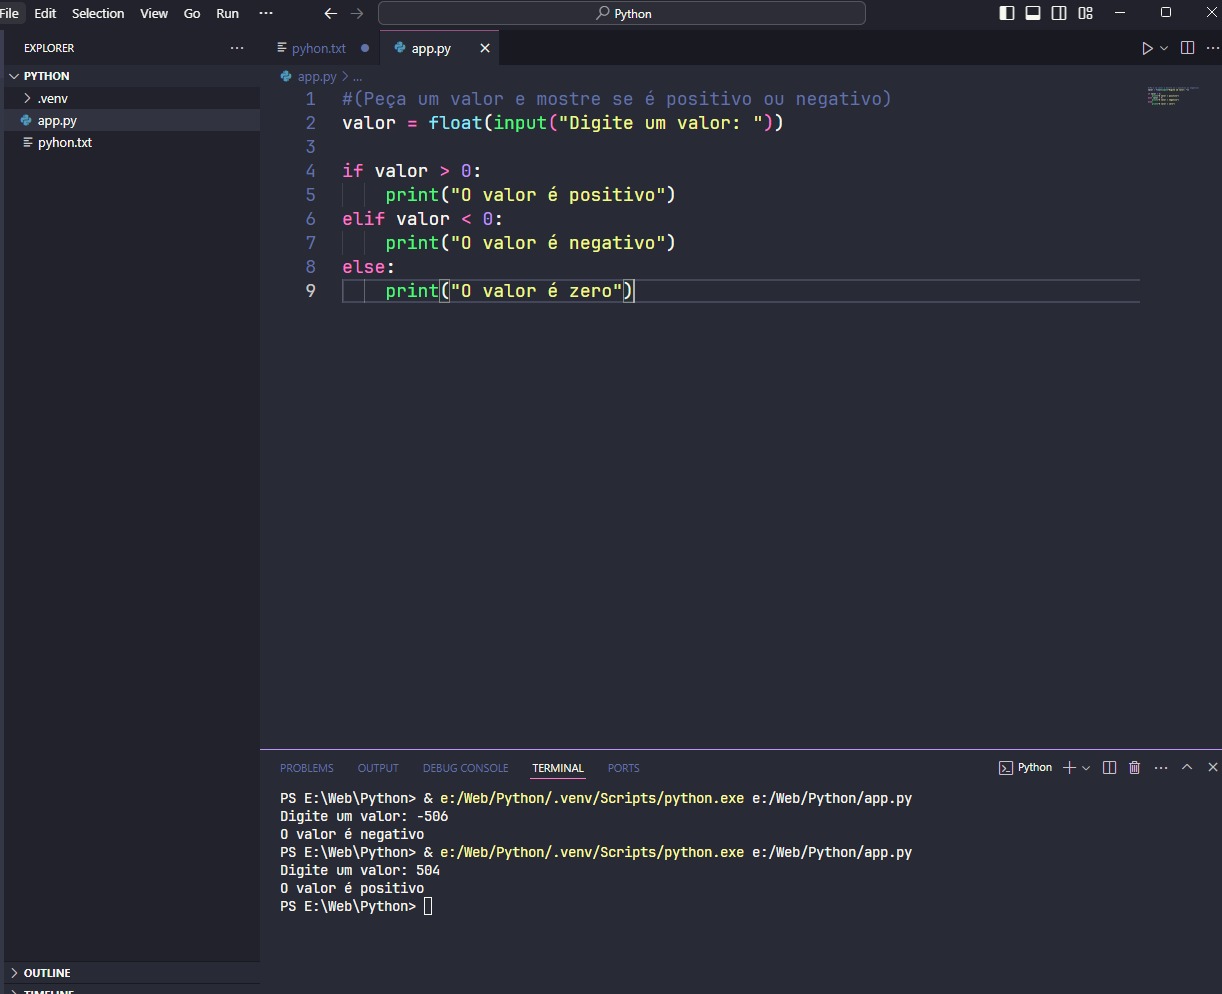 File Edit Selection View Go Run ··· Python
EXPLORER ···
PYTHON
.venv
app.py
pyhon.txt
pyhon.txt app.py
app.py > ...
1 #(Peça um valor e mostre se é positivo ou negativo)
2 valor = float(input("Digite um valor: "))
3
4 if valor > 0:
5 print("O valor é positivo")
6 elif valor < 0:
7 print("O valor é negativo")
8 else:
9 print("O valor é zero")
PROBLEMS OUTPUT DEBUG CONSOLE TERMINAL PORTS Python
PS E:\Web\Python> & e:/Web/Python/.venv/Scripts/python.exe e:/Web/Python/app.py
Digite um valor: -506
O valor é negativo
PS E:\Web\Python> & e:/Web/Python/.venv/Scripts/python.exe e:/Web/Python/app.py
Digite um valor: 504
O valor é positivo
PS E:\Web\Python>
OUTLINE
TIMELINE